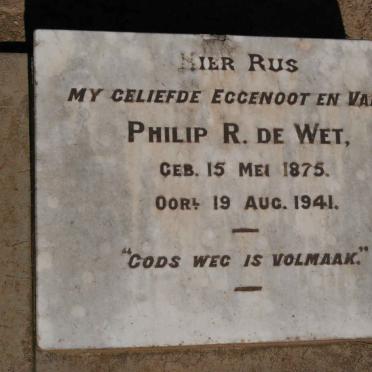 HIER RUS
MY GELIEFDE EGGENOOT EN VA
PHILIP R. DE WET,
GEB. 15 MEI 1875.
OORL 19 AUG. 1941.
"GODS WEG IS VOLMAAK."